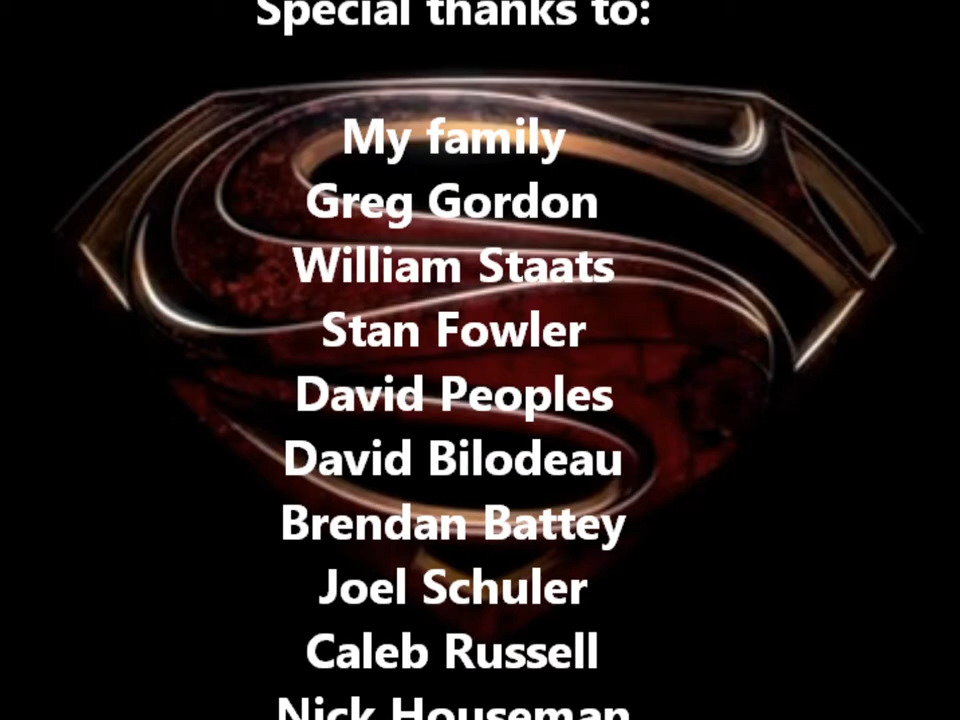 Special thanks to:
My family
Greg Gordon
William Staats
Stan Fowler
David Peoples
David Bilodeau
Brendan Battey
Joel Schuler
Caleb Russell
Nick Houseman